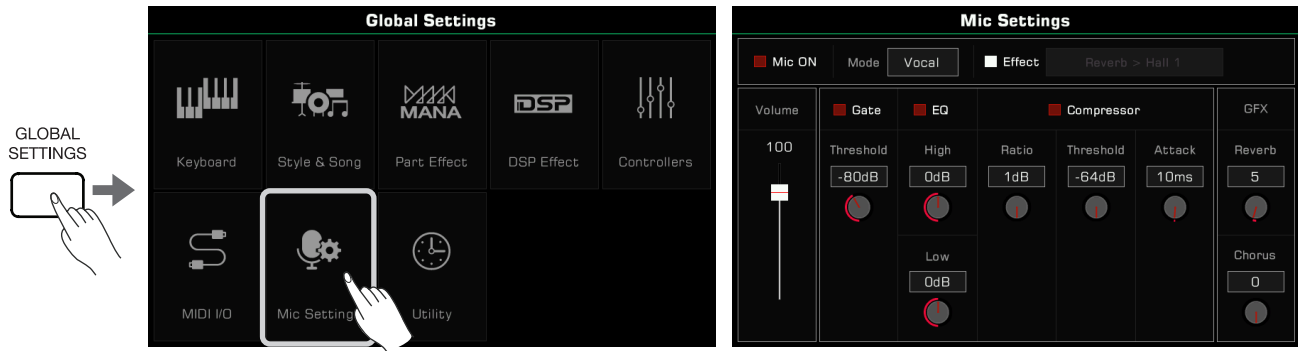 GLOBAL
SETTINGS
Global Settings
MANA
DSP
Keyboard
Style & Song
Part Effect
DSP Effect
Controllers
MIDI I/O
Mic Setting
Utility
Mic Settings
Mic ON
Mode
Vocal
Effect
Reverb > Hall 1
Volume
Gate
EQ
Compressor
GFX
100
Threshold
High
Ratio
Threshold
Attack
Reverb
-80dB
0dB
1dB
-64dB
10ms
5
Low
Chorus
0dB
0